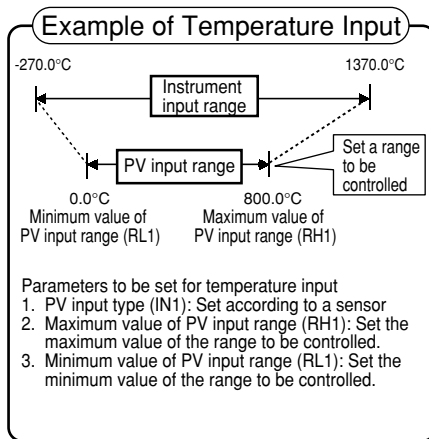 Example of Temperature Input
-270.0°C 1370.0°C
Instrument
input range
PV input range
Set a range
to be
controlled
0.0°C 800.0°C
Minimum value of Maximum value of
PV input range (RL1) PV input range (RH1)
Parameters to be set for temperature input
1. PV input type (IN1): Set according to a sensor
2. Maximum value of PV input range (RH1): Set the
maximum value of the range to be controlled.
3. Minimum value of PV input range (RL1): Set the
minimum value of the range to be controlled.